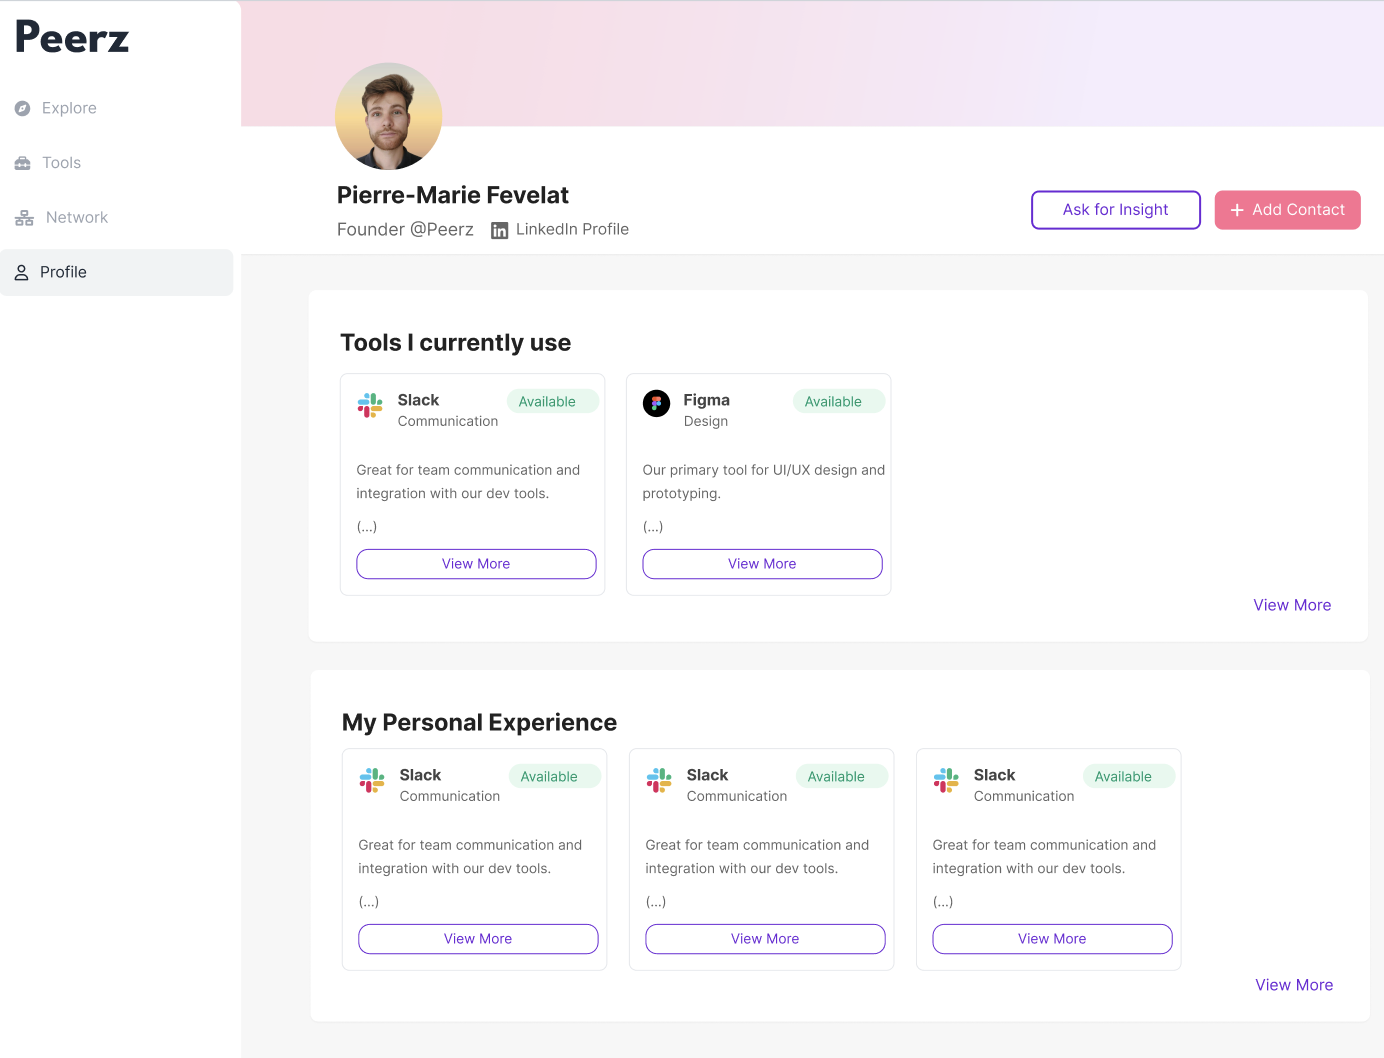 Peerz
Explore
Tools
Network
Profile
Pierre-Marie Fevelat
Founder @Peerz
in LinkedIn Profile
Ask for Insight
+ Add Contact
Tools I currently use
Slack
Available
Communication
Great for team communication and
integration with our dev tools.
(...)
View More
Figma
Available
Design
Our primary tool for UI/UX design and
prototyping.
(...)
View More
View More
My Personal Experience
Slack
Available
Communication
Great for team communication and
integration with our dev tools.
(...)
View More
Slack
Available
Communication
Great for team communication and
integration with our dev tools.
(...)
View More
Slack
Available
Communication
Great for team communication and
integration with our dev tools.
(...)
View More
View More